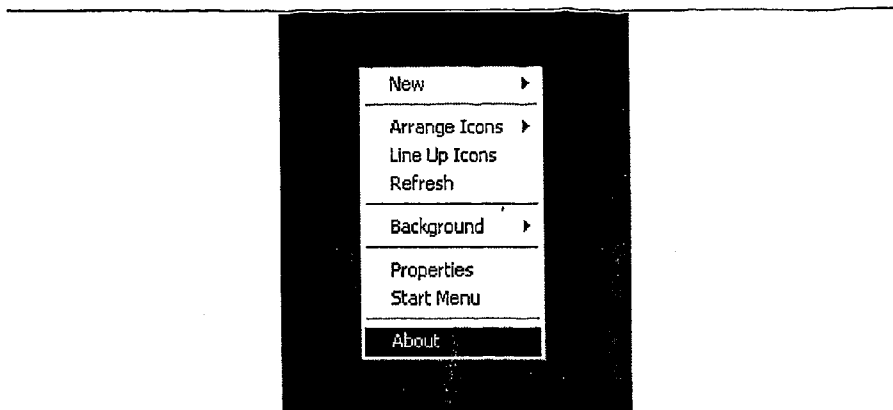 New
Arrange Icons
Line Up Icons
Refresh
Background
Properties
Start Menu
About